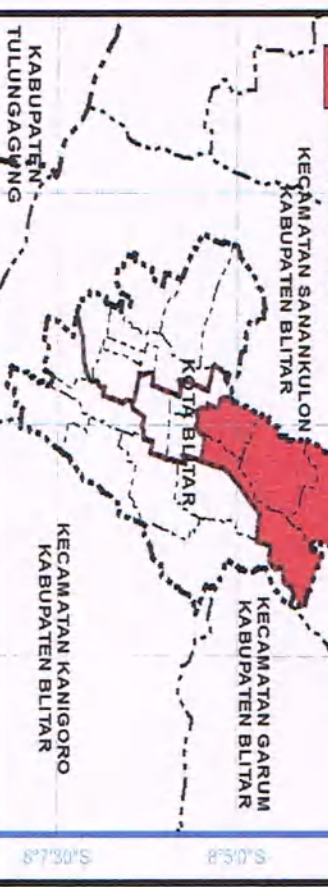 KECAMATAN SANANKULON
KABUPATEN BLITAR
KABUPATEN
TULUNGAGUNG
KOTA BLITAR
KECAMATAN GARUM
KABUPATEN BLITAR
KECAMATAN KANIGORO
KABUPATEN BLITAR
8°5'0"S
8°7'30"S